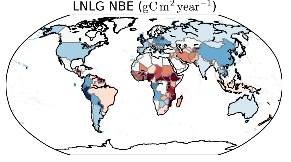 LNLG NBE (gC m² year⁻¹)